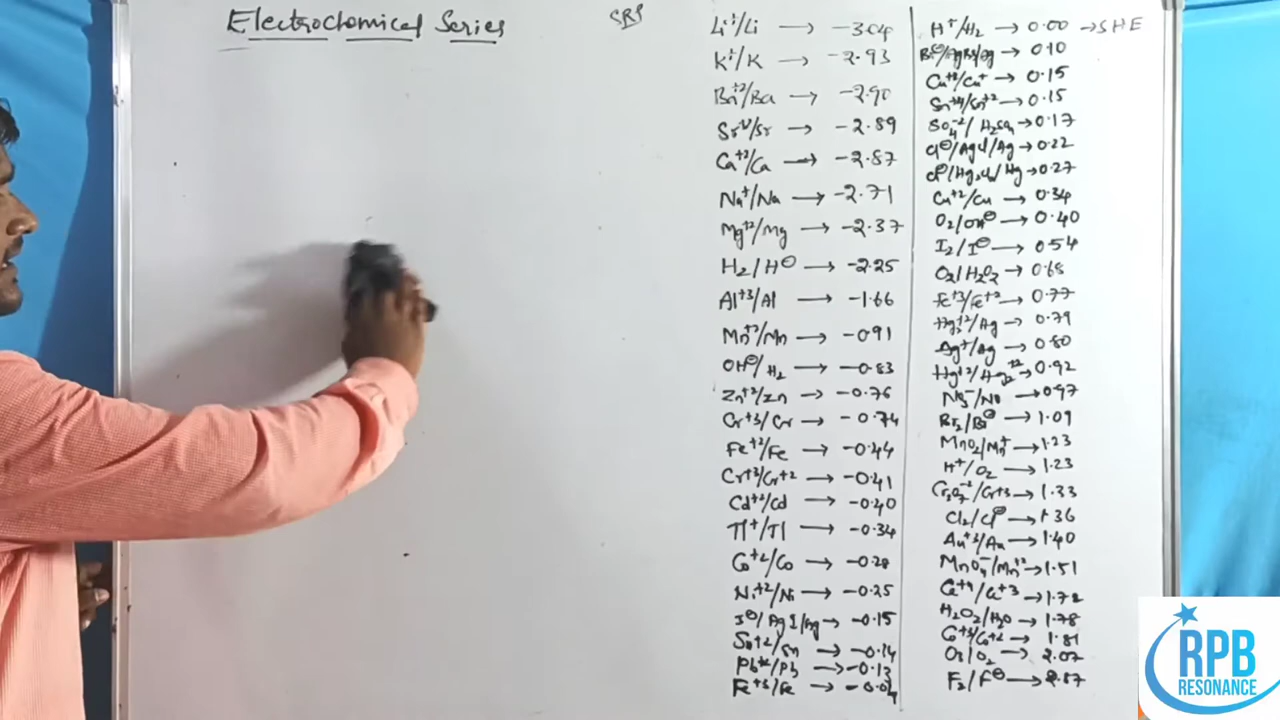 Electrochemical Series
SRS
Li⁺/Li → -3.04
K⁺/K → -2.93
Ba⁺²/Ba → -2.90
Sr⁺²/Sr → -2.89
Ca⁺²/Ca → -2.87
Na⁺/Na → -2.71
Mg⁺²/Mg → -2.37
H₂/H⊖ → -2.25
Al⁺³/Al → -1.66
Mn⁺²/Mn → -0.91
OH⊖/H₂ → -0.83
Zn⁺²/Zn → -0.76
Cr⁺³/Cr → -0.74
Fe⁺²/Fe → -0.44
Cr⁺³/Cr⁺² → -0.41
Cd⁺²/Cd → -0.40
Tl⁺/Tl → -0.34
Co⁺²/Co → -0.28
Ni⁺²/Ni → -0.25
I⊖/AgI/Ag → -0.15
Sn⁺²/Sn → -0.14
Pb⁺²/Pb → -0.13
Fe⁺³/Fe → -0.04
H⁺/H₂ → 0.00 → SHE
Br⊖/AgBr/Ag → 0.10
Cu⁺²/Cu⁺ → 0.15
Sn⁺⁴/Sn⁺² → 0.15
SO₄⁻²/H₂SO₃ → 0.17
Cl⊖/AgCl/Ag → 0.22
Cl⊖/Hg₂Cl₂/Hg → 0.27
Cu⁺²/Cu → 0.34
O₂/OH⊖ → 0.40
I₂/I⊖ → 0.54
O₂/H₂O₂ → 0.68
Fe⁺³/Fe⁺² → 0.77
Hg₂⁺²/Ag → 0.79
Ag⁺/Ag → 0.80
Hg⁺²/Hg₂⁺² → 0.92
NO₃⁻/NO → 0.97
Br₂/Br⊖ → 1.09
MnO₂/Mn⁺ → 1.23
H⁺/O₂ → 1.23
Cr₂O₇⁻²/Cr⁺³ → 1.33
Cl₂/Cl⊖ → 1.36
Au⁺³/Au → 1.40
MnO₄⁻/Mn⁺² → 1.51
Ce⁺⁴/Ce⁺³ → 1.72
H₂O₂/H₂O → 1.78
Co⁺³/Co⁺² → 1.81
O₃/O₂ → 2.07
F₂/F⊖ → 2.87
RPB
RESONANCE